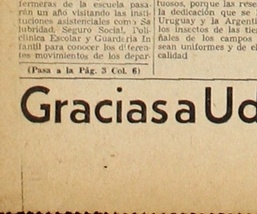 fermeras de la escuela pasa-
rán un año visitando las insti-
tuciones asistenciales como Sa
lubridad, Seguro Social, Poli-
clínica Escolar y Guardería In
fantil para conocer los diferen-
tes movimientos de los depar-
(Pasa a la Pág. 3 Col. 6)
tuosos, porque las rese
la dedicación que se
Uruguay y la Argenti
los insectos de las tie
ñales de los campos
sean uniformes y de el
calidad
Gracias a Ud